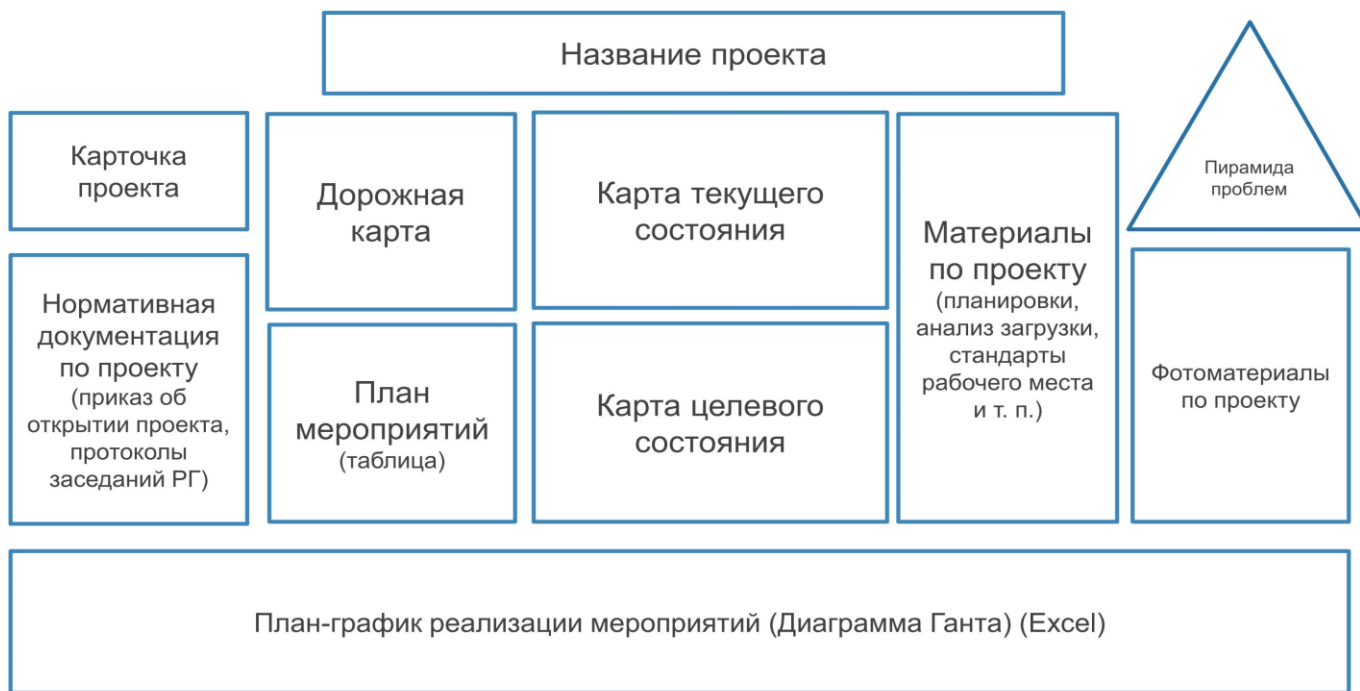 Название проекта
Карточка
проекта
Нормативная
документация
по проекту
(приказ об
открытии проекта,
протоколы
заседаний РГ)
Дорожная
карта
План
мероприятий
(таблица)
Карта текущего
состояния
Карта целевого
состояния
Материалы
по проекту
(планировки,
анализ загрузки,
стандарты
рабочего места
и т. п.)
Пирамида
проблем
Фотоматериалы
по проекту
План-график реализации мероприятий (Диаграмма Ганта) (Excel)